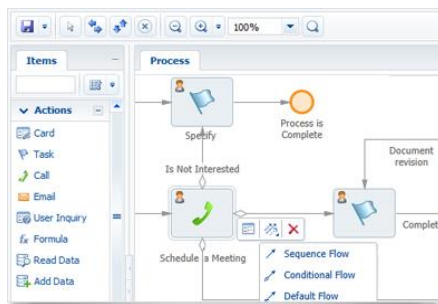 100%
Items
Process
Actions
Card
Task
Call
Email
User Inquiry
fx Formula
Read Data
Add Data
Specify
Process is
Complete
Is Not Interested
Document
revision
Schedule a Meeting
Complet
Sequence Flow
Conditional Flow
Default Flow